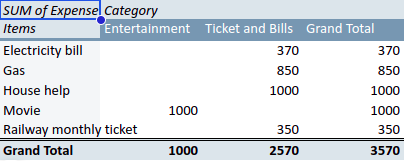 SUM of Expense Category
Items Entertainment Ticket and Bills Grand Total
Electricity bill 370 370
Gas 850 850
House help 1000 1000
Movie 1000 1000
Railway monthly ticket 350 350
Grand Total 1000 2570 3570